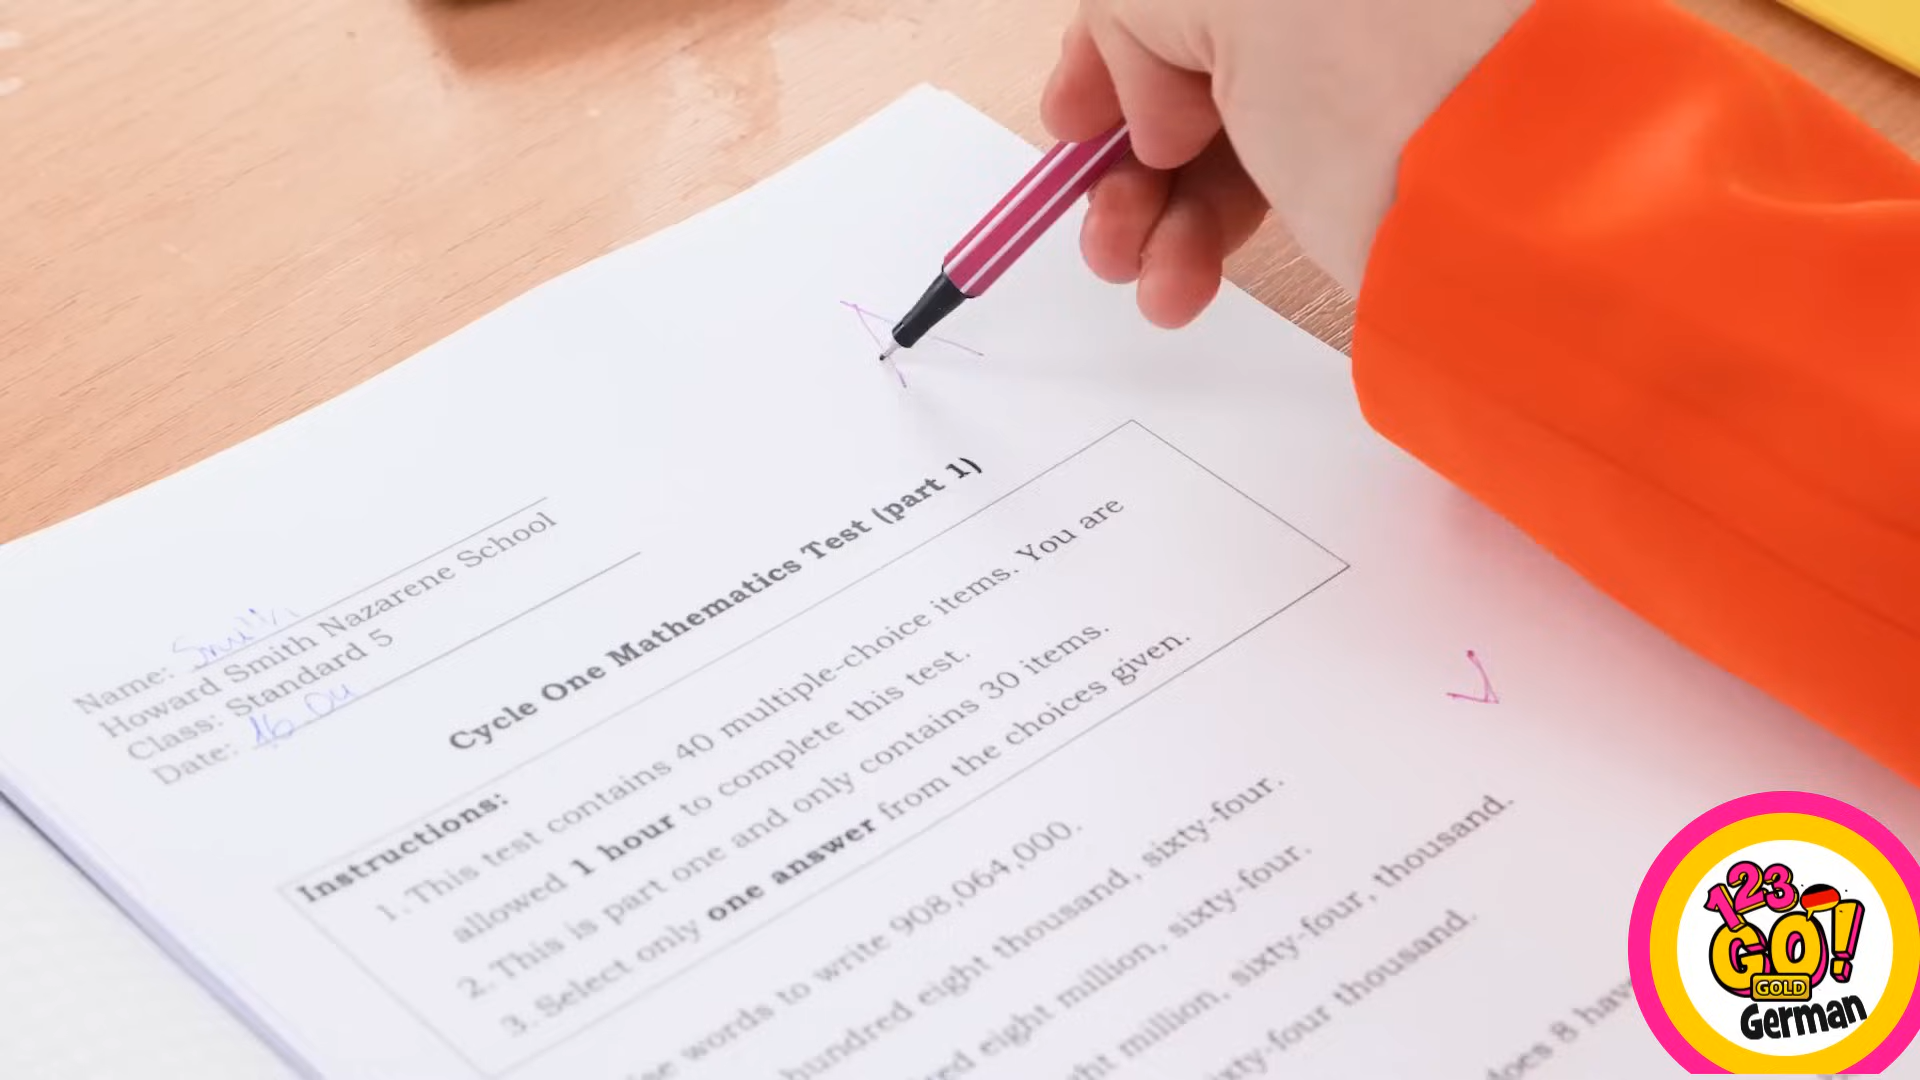 Name: Smith
Howard Smith Nazarene School
Class: Standard 5
Date:
Cycle One Mathematics Test (part 1)
Instructions:
1. This test contains 40 multiple-choice items. You are
allowed 1 hour to complete this test.
2. This is part one and only contains 30 items.
3. Select only one answer from the choices given.
words to write 908,064,000.
hundred eight thousand, sixty-four.
eight million, sixty-four.
million, sixty-four, thousand.
sixty-four thousand.
does 8
123
GO!
GOLD
German